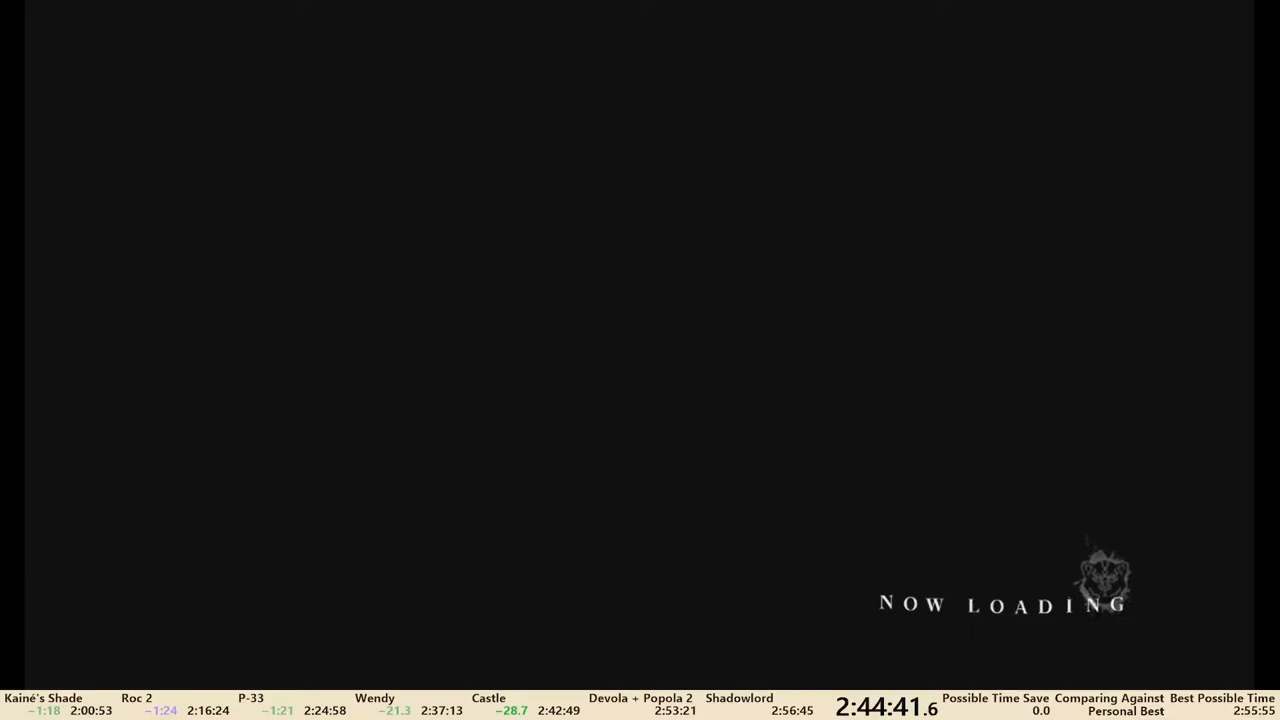 NOW LOADING
Kainé's Shade Roc 2 P-33 Wendy Castle Devola + Popola 2 Shadowlord 2:44:41.6 Possible Time Save Comparing Against Best Possible Time
−1:18 2:00:53 −1:24 2:16:24 −1:21 2:24:58 −21.3 2:37:13 −28.7 2:42:49 2:53:21 2:56:45 0.0 Personal Best 2:55:55